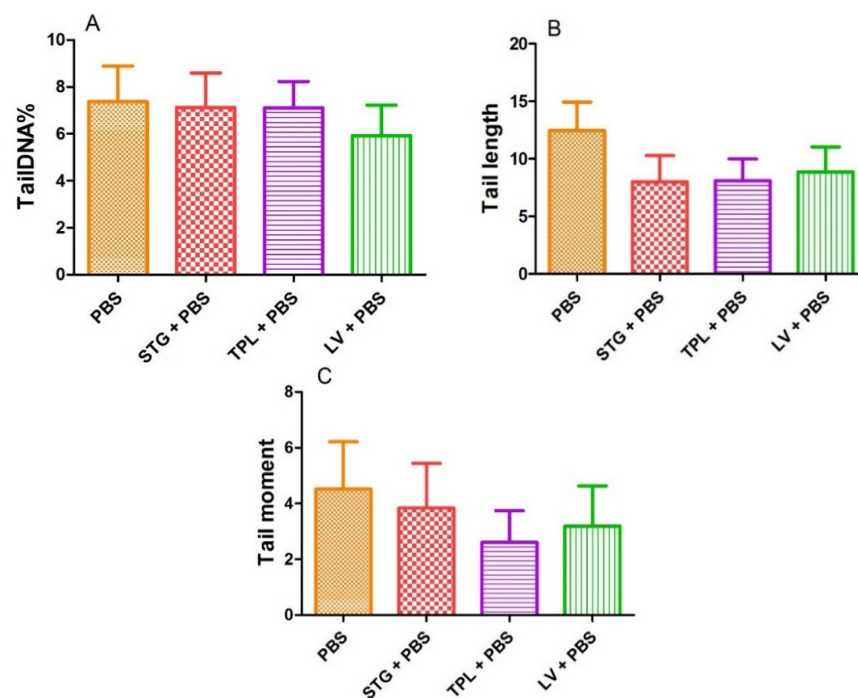 A
TailDNA%
10
8
6
4
2
0
PBS
STG + PBS
TPL + PBS
LV + PBS
B
Tail length
20
15
10
5
0
PBS
STG + PBS
TPL + PBS
LV + PBS
C
Tail moment
8
6
4
2
0
PBS
STG + PBS
TPL + PBS
LV + PBS